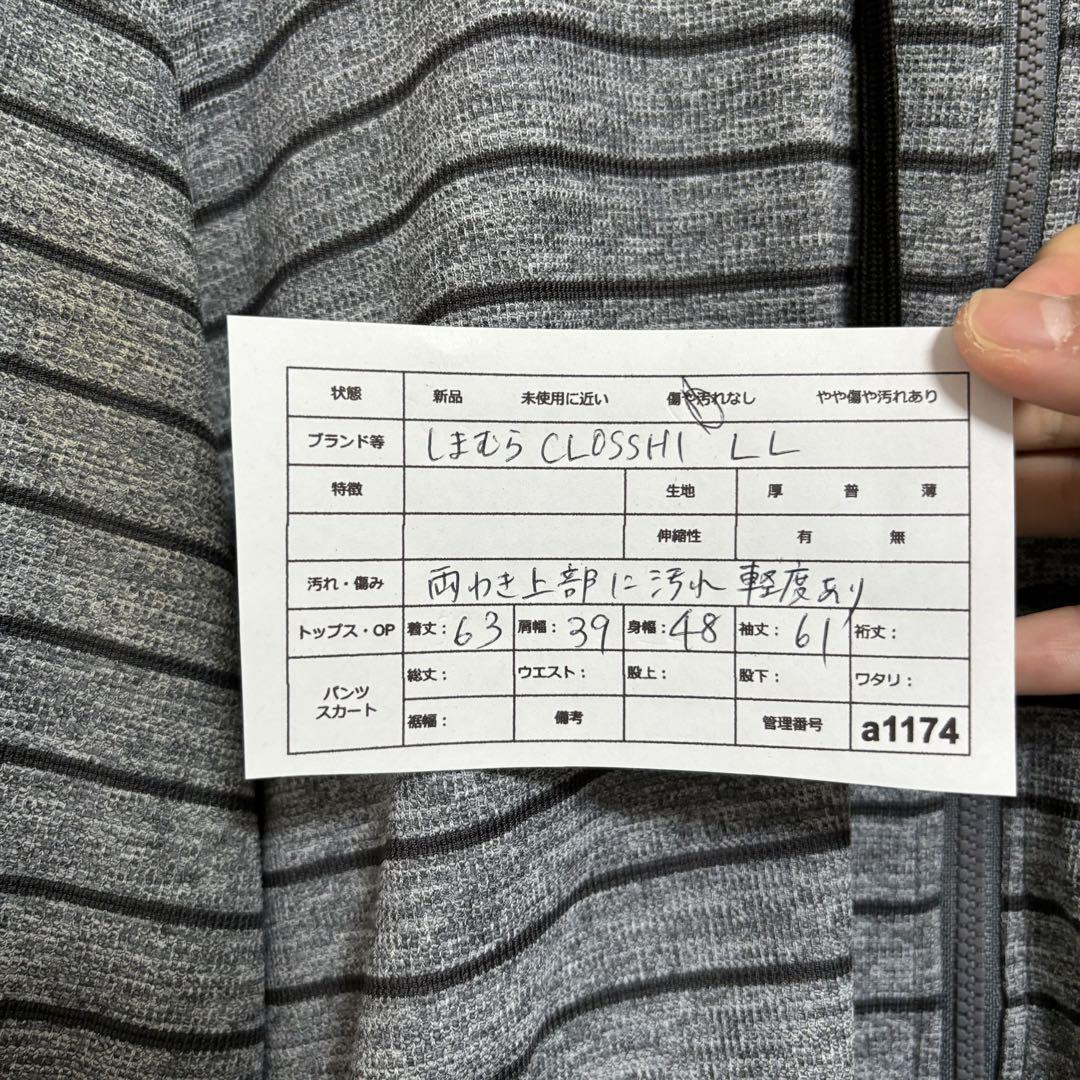 状態 新品 未使用に近い 傷や汚れなし やや傷や汚れあり
ブランド等 しまむら CLOSSHI LL
特徴 生地 厚 普 薄
伸縮性 有 無
汚れ・傷み 両わき上部に汚れ 軽度あり
トップス・OP 着丈：63 肩幅：39 身幅：48 袖丈：61 裄丈：
パンツ スカート 総丈： ウエスト： 股上： 股下： ワタリ：
裾幅： 備考 管理番号 a1174